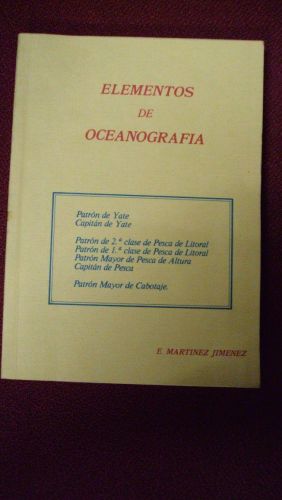 ELEMENTOS
DE
OCEANOGRAFIA
Patrón de Yate
Capitán de Yate
Patrón de 2.ª clase de Pesca de Litoral
Patrón de 1.ª clase de Pesca de Litoral
Patrón Mayor de Pesca de Altura
Capitán de Pesca
Patrón Mayor de Cabotaje.
E. MARTINEZ JIMENEZ